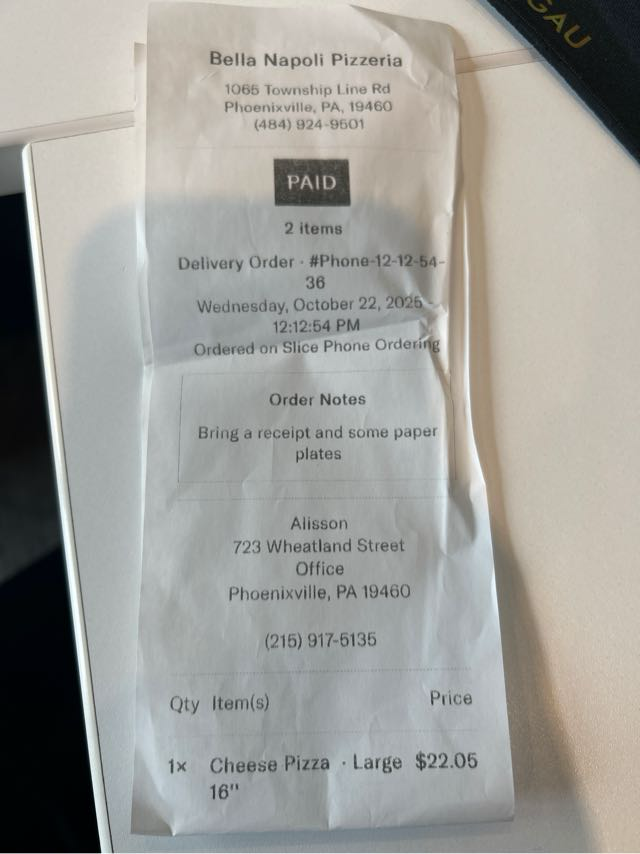 GAU
Bella Napoli Pizzeria
1065 Township Line Rd
Phoenixville, PA, 19460
(484) 924-9501
PAID
2 items
Delivery Order · #Phone-12-12-54-
36
Wednesday, October 22, 2025 -
12:12:54 PM
Ordered on Slice Phone Ordering
Order Notes
Bring a receipt and some paper
plates
Alisson
723 Wheatland Street
Office
Phoenixville, PA 19460
(215) 917-5135
Qty Item(s) Price
1× Cheese Pizza · Large $22.05
16"